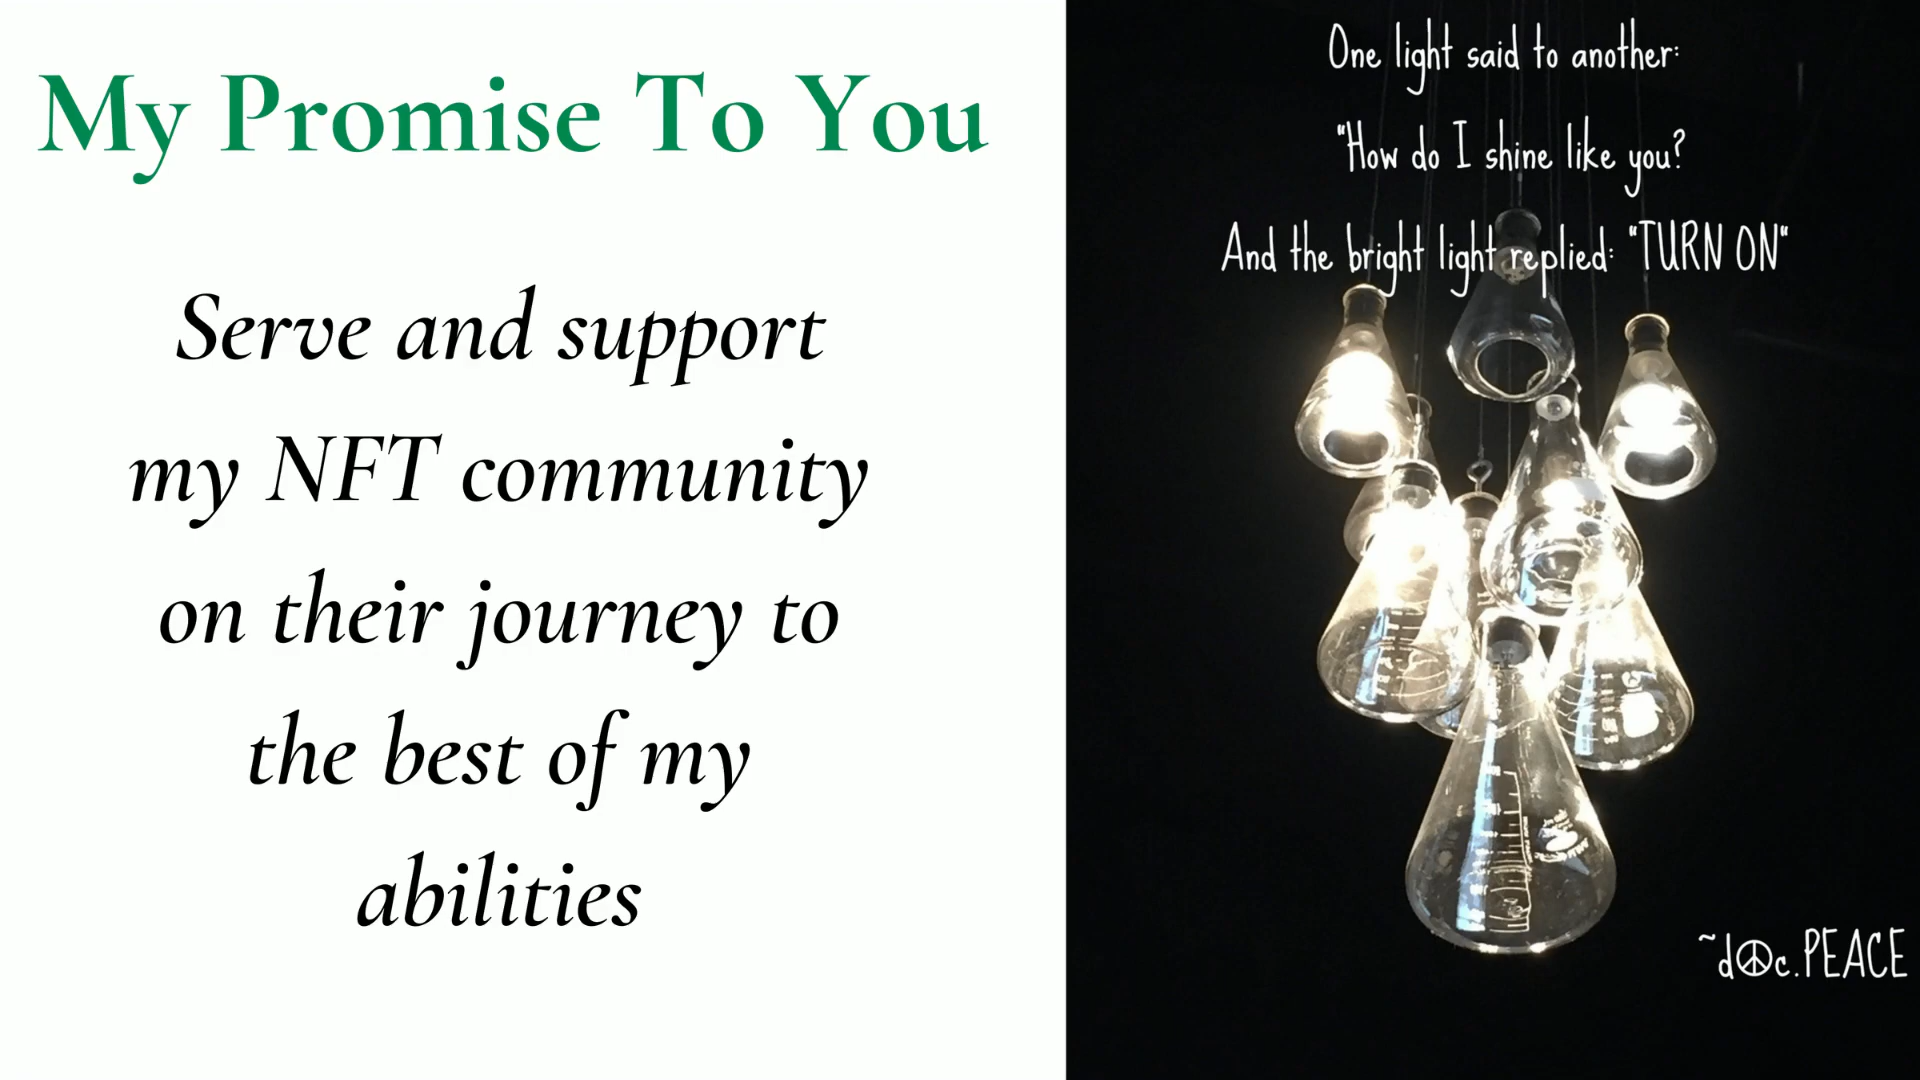 My Promise To You
Serve and support
my NFT community
on their journey to
the best of my
abilities
One light said to another:
"How do I shine like you?
And the bright light replied: "TURN ON"
~d☮c.PEACE